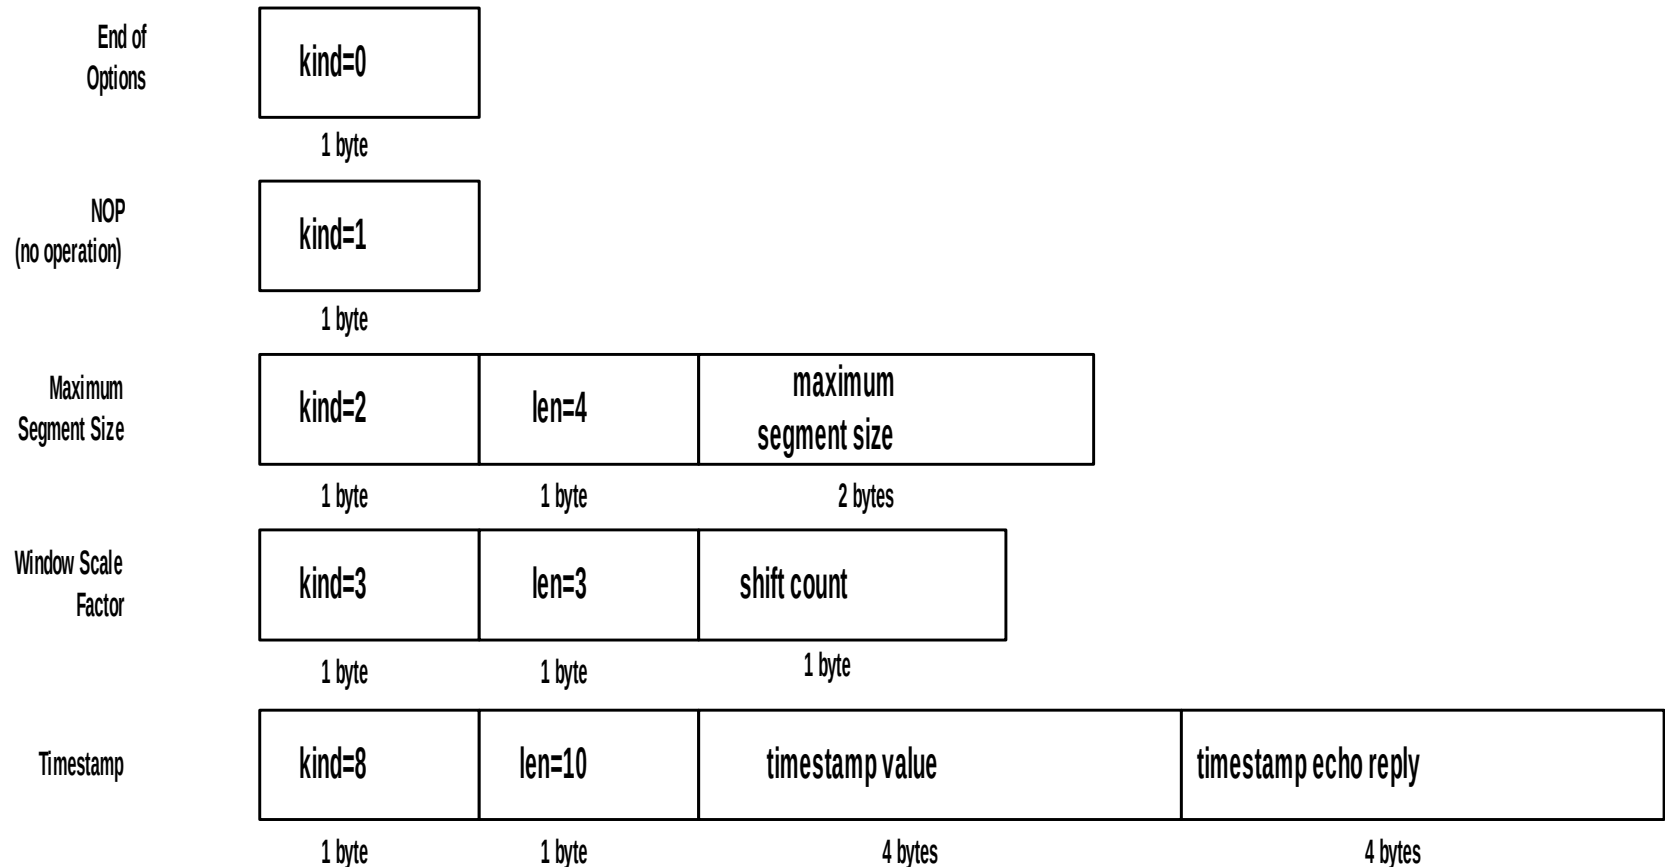 End of
Options
kind=0
1 byte
NOP
(no operation)
kind=1
1 byte
Maximum
Segment Size
kind=2
len=4
maximum
segment size
1 byte
1 byte
2 bytes
Window Scale
Factor
kind=3
len=3
shift count
1 byte
1 byte
1 byte
Timestamp
kind=8
len=10
timestamp value
timestamp echo reply
1 byte
1 byte
4 bytes
4 bytes